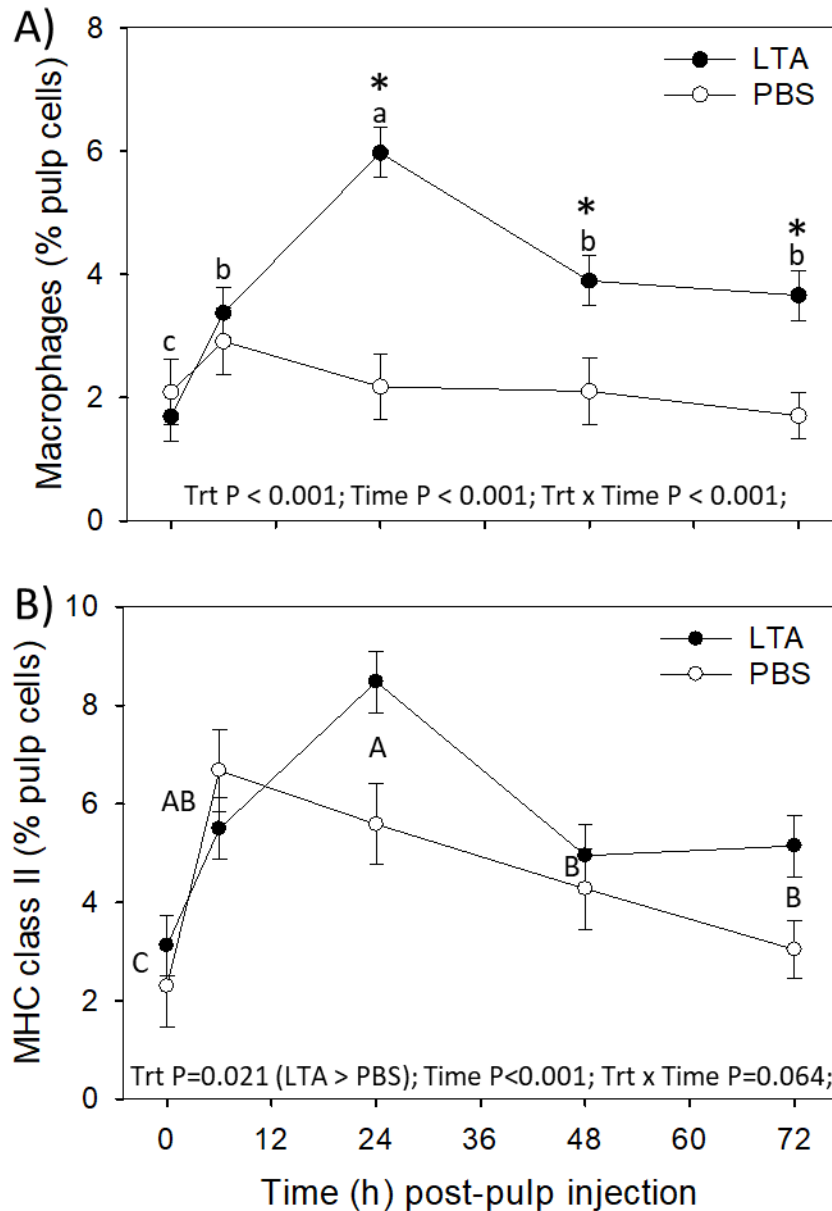 A)
Macrophages (% pulp cells)
8
6
4
2
0
LTA
PBS
*
a
*
b
*
b
b
c
Trt P < 0.001; Time P < 0.001; Trt x Time P < 0.001;
B)
MHC class II (% pulp cells)
10
8
6
4
2
0
LTA
PBS
A
AB
B
B
C
Trt P=0.021 (LTA > PBS); Time P<0.001; Trt x Time P=0.064;
0 12 24 36 48 60 72
Time (h) post-pulp injection